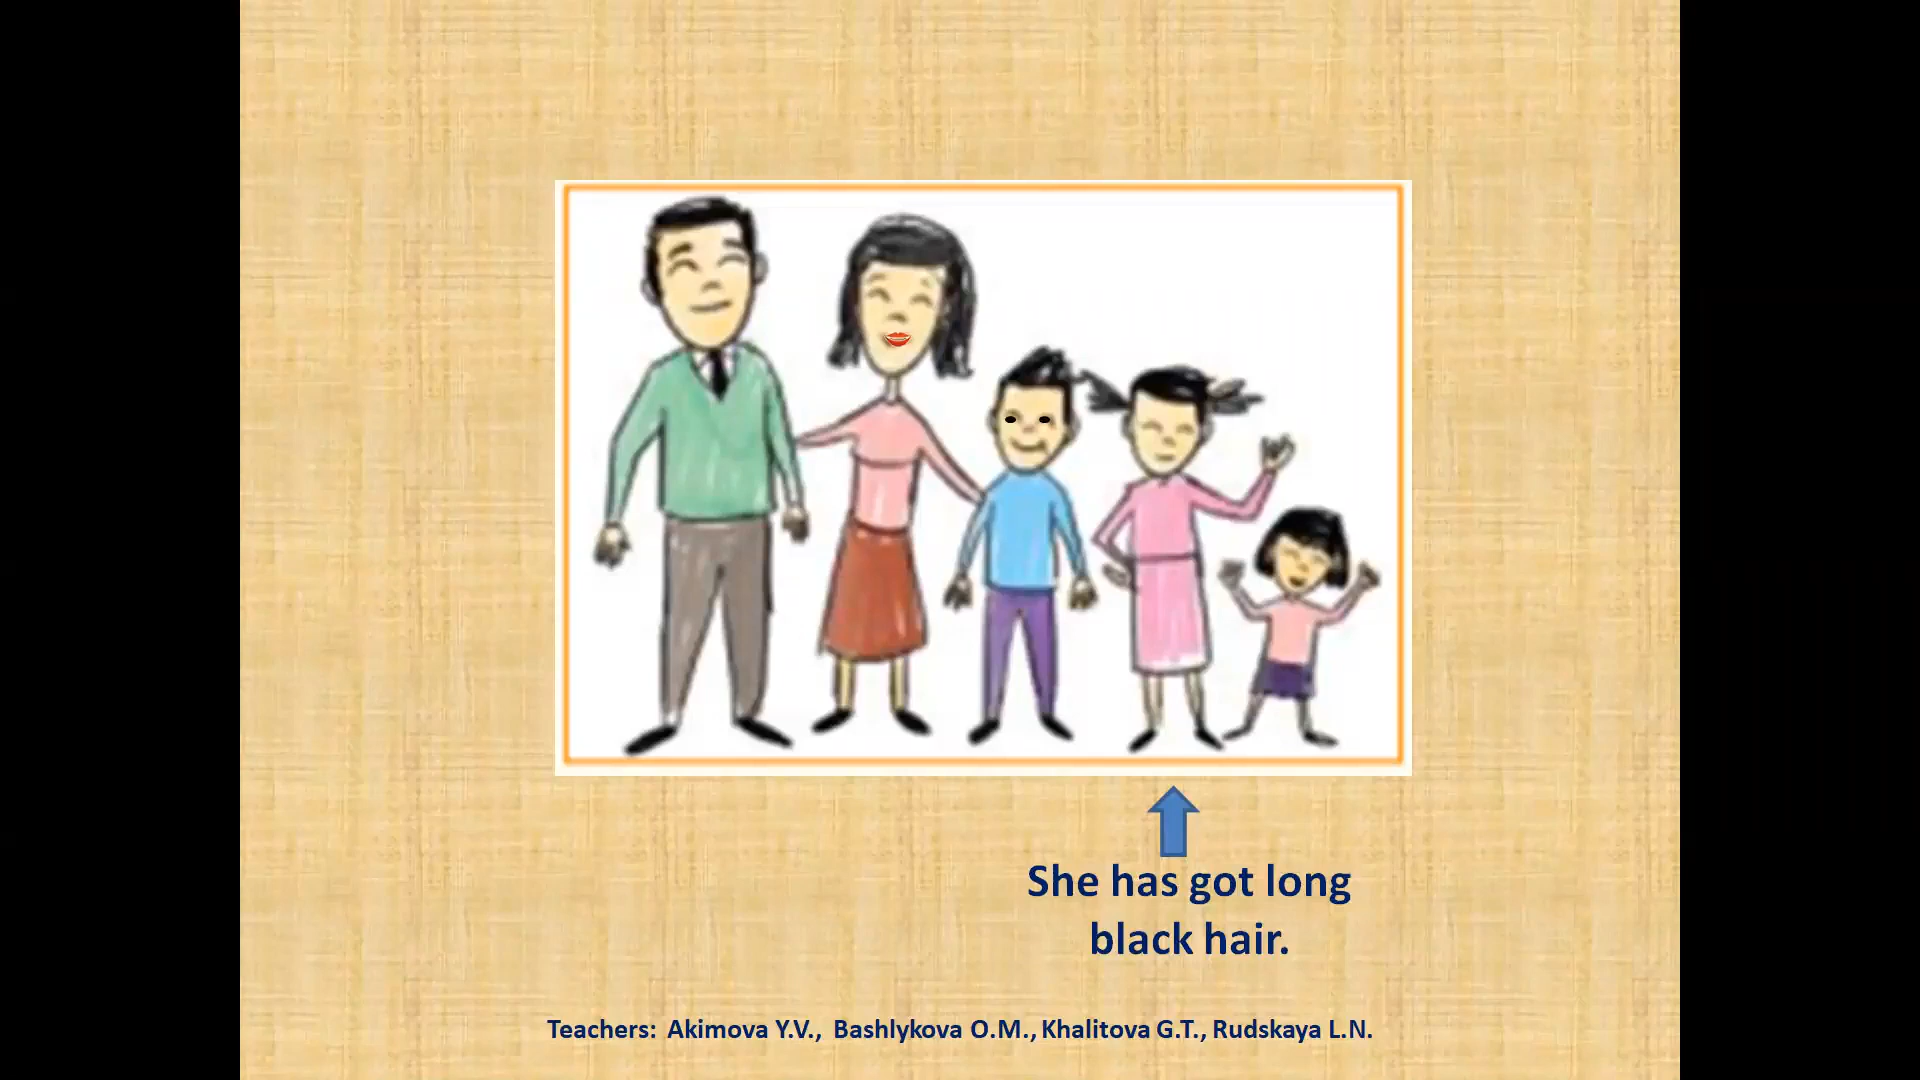 She has got long
black hair.
Teachers: Akimova Y.V., Bashlykova O.M., Khalitova G.T., Rudskaya L.N.